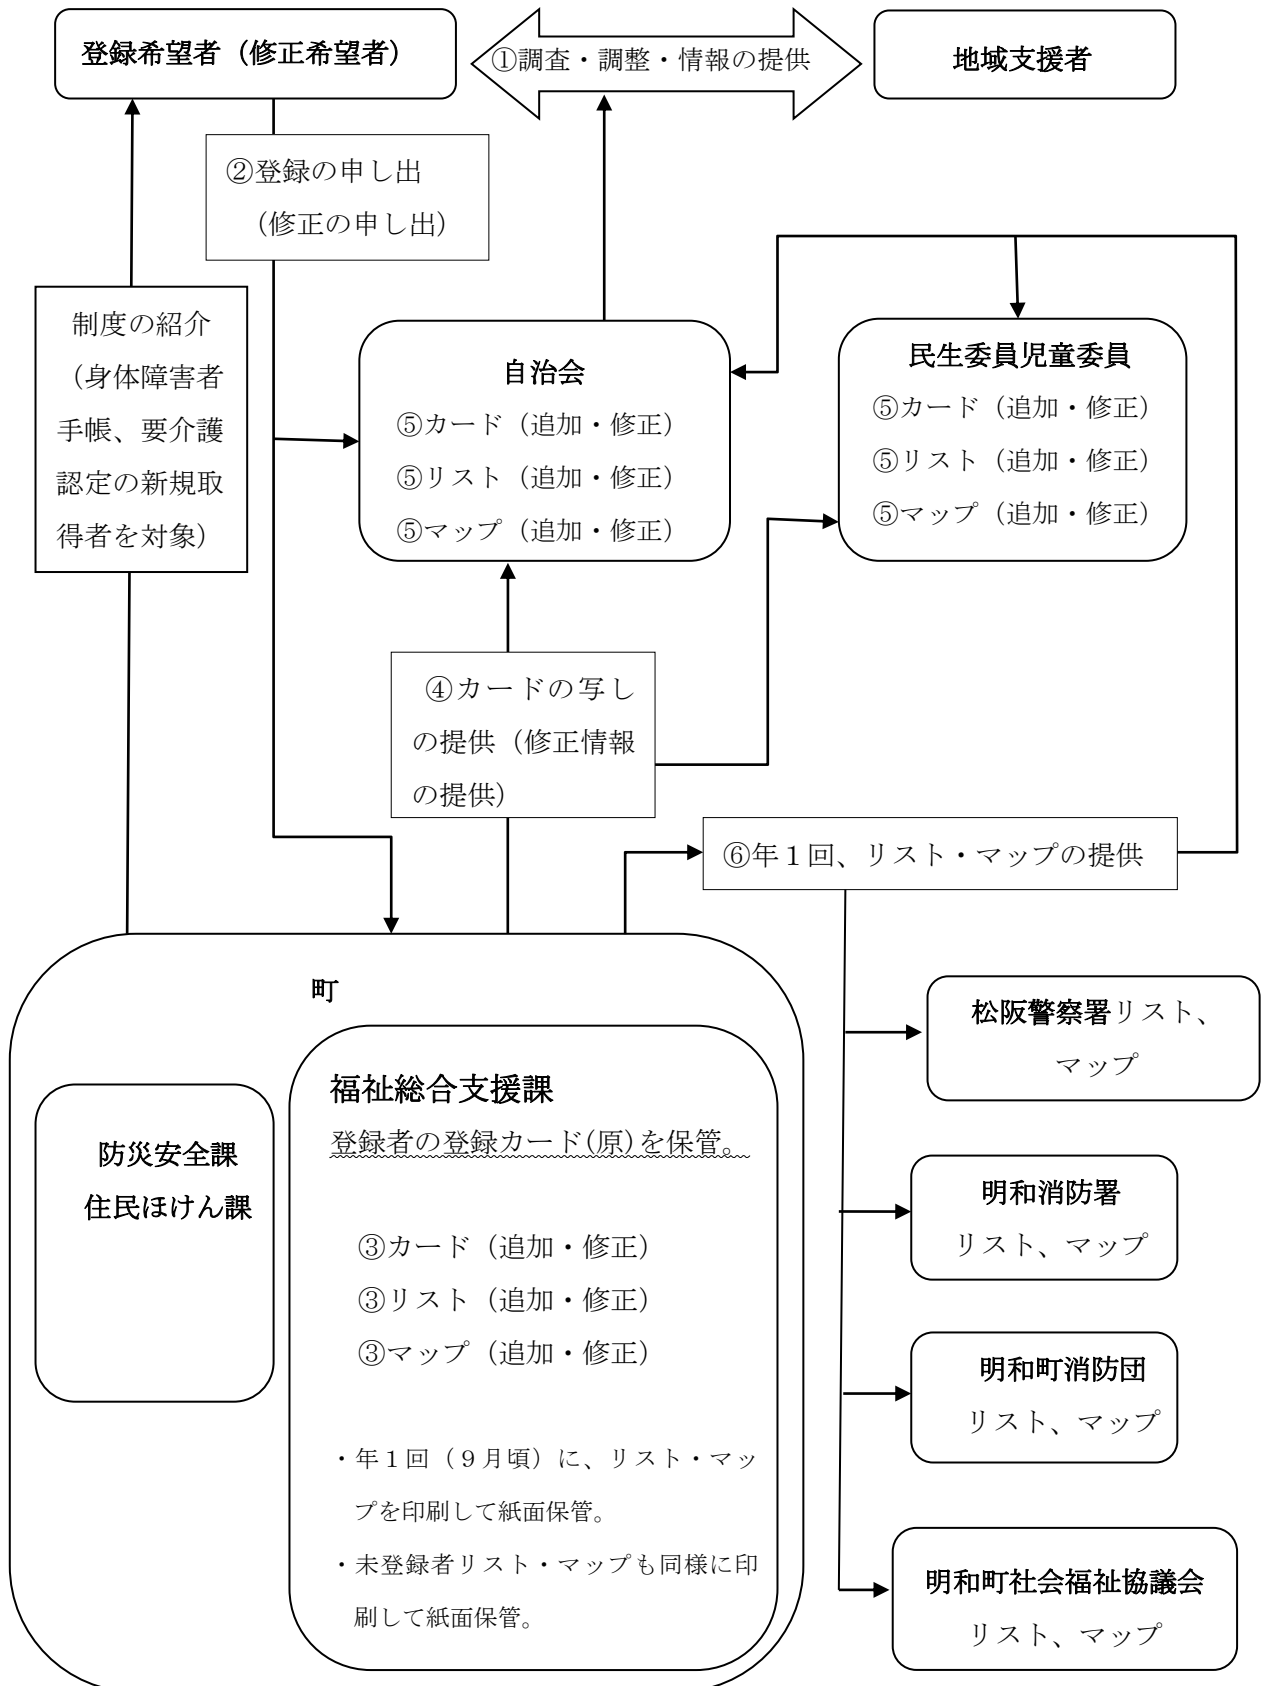 登録希望者（修正希望者）
①調査・調整・情報の提供
地域支援者
②登録の申し出
（修正の申し出）
制度の紹介
（身体障害者
手帳、要介護
認定の新規取
得者を対象）
自治会
⑤カード（追加・修正）
⑤リスト（追加・修正）
⑤マップ（追加・修正）
民生委員児童委員
⑤カード（追加・修正）
⑤リスト（追加・修正）
⑤マップ（追加・修正）
④カードの写し
の提供（修正情報
の提供）
⑥年１回、リスト・マップの提供
町
防災安全課
住民ほけん課
福祉総合支援課
登録者の登録カード(原)を保管。
③カード（追加・修正）
③リスト（追加・修正）
③マップ（追加・修正）
・年１回（９月頃）に、リスト・マッ
プを印刷して紙面保管。
・未登録者リスト・マップも同様に印
刷して紙面保管。
松阪警察署リスト、
マップ
明和消防署
リスト、マップ
明和町消防団
リスト、マップ
明和町社会福祉協議会
リスト、マップ